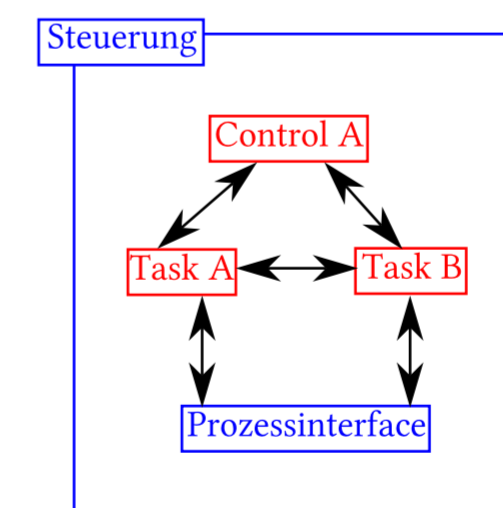 Steuerung
Control A
Task A
Task B
Prozessinterface